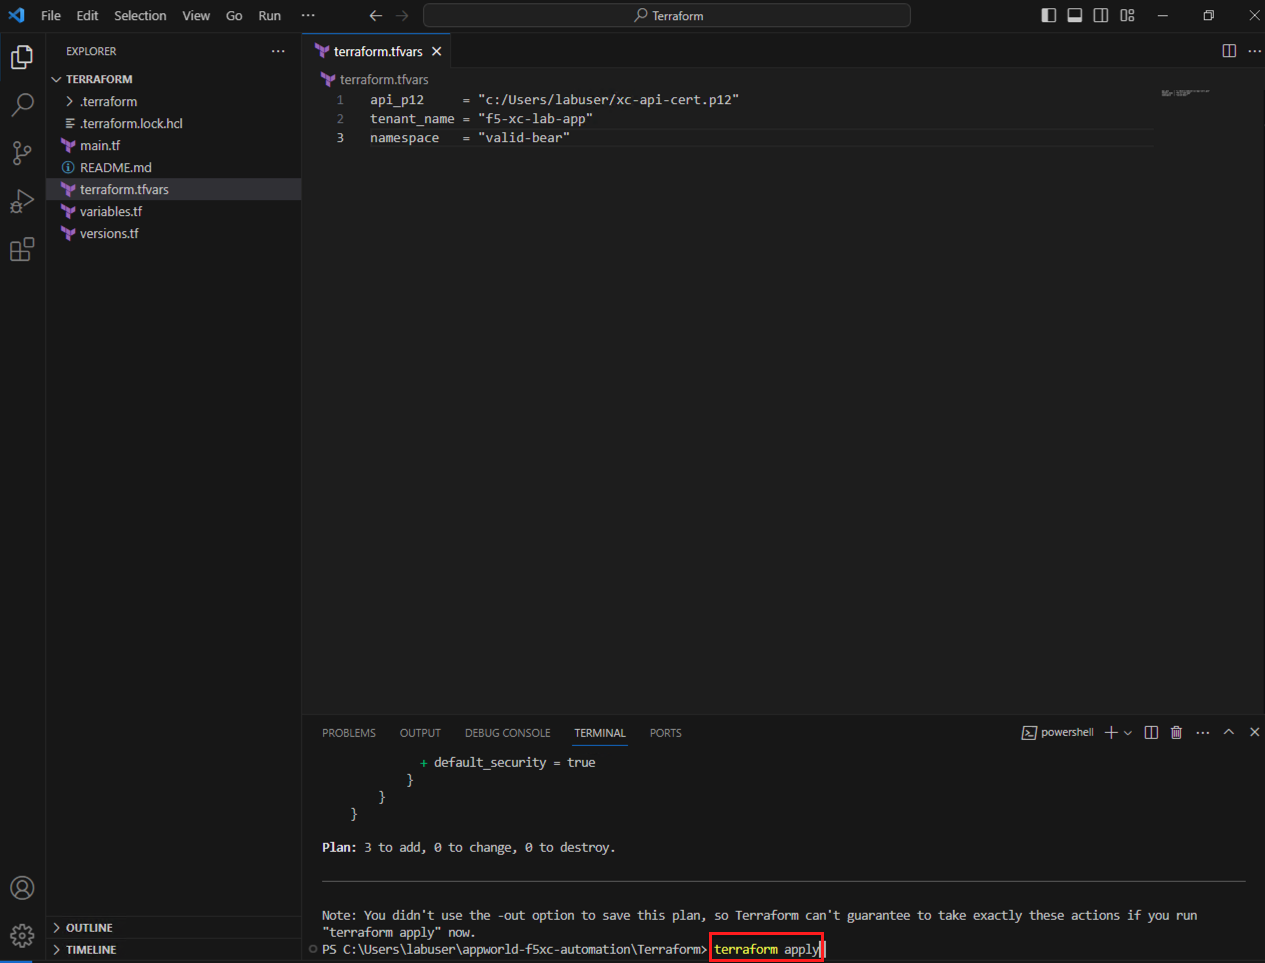 File Edit Selection View Go Run ··· Terraform
EXPLORER ···
TERRAFORM
.terraform
.terraform.lock.hcl
main.tf
README.md
terraform.tfvars
variables.tf
versions.tf
OUTLINE
TIMELINE
terraform.tfvars
terraform.tfvars
1 api_p12 = "c:/Users/labuser/xc-api-cert.p12"
2 tenant_name = "f5-xc-lab-app"
3 namespace = "valid-bear"
PROBLEMS OUTPUT DEBUG CONSOLE TERMINAL PORTS powershell
+ default_security = true
}
}
}
Plan: 3 to add, 0 to change, 0 to destroy.
Note: You didn't use the -out option to save this plan, so Terraform can't guarantee to take exactly these actions if you run
"terraform apply" now.
PS C:\Users\labuser\appworld-f5xc-automation\Terraform> terraform apply